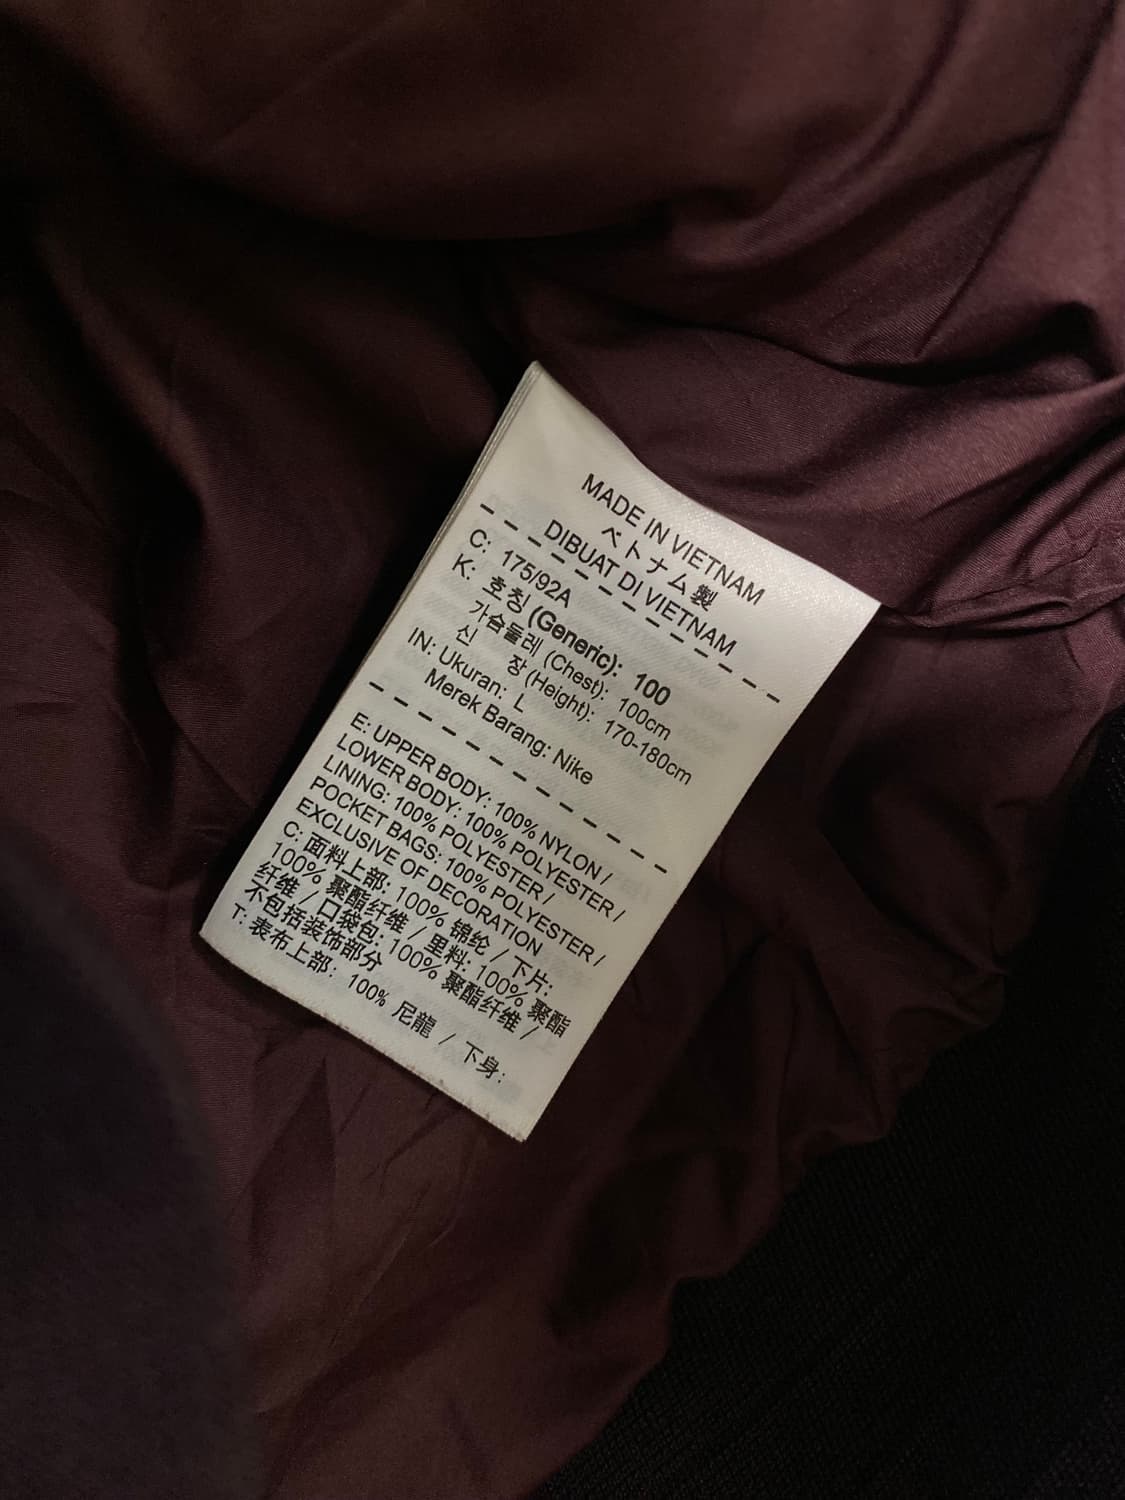 MADE IN VIETNAM
ベトナム製
DIBUAT DI VIETNAM
C: 175/92A
K: 호칭 (Generic): 100
가슴둘레 (Chest): 100cm
신 장 (Height): 170-180cm
IN: Ukuran: L
Merek Barang: Nike
E: UPPER BODY: 100% NYLON /
LOWER BODY: 100% POLYESTER /
LINING: 100% POLYESTER /
POCKET BAGS: 100% POLYESTER /
EXCLUSIVE OF DECORATION
C: 面料上部: 100% 锦纶 / 下片:
100% 聚酯纤维 / 里料: 100% 聚酯
纤维 / 口袋包: 100% 聚酯纤维 /
不包括装饰部分
T: 表布上部: 100% 尼龍 / 下身: